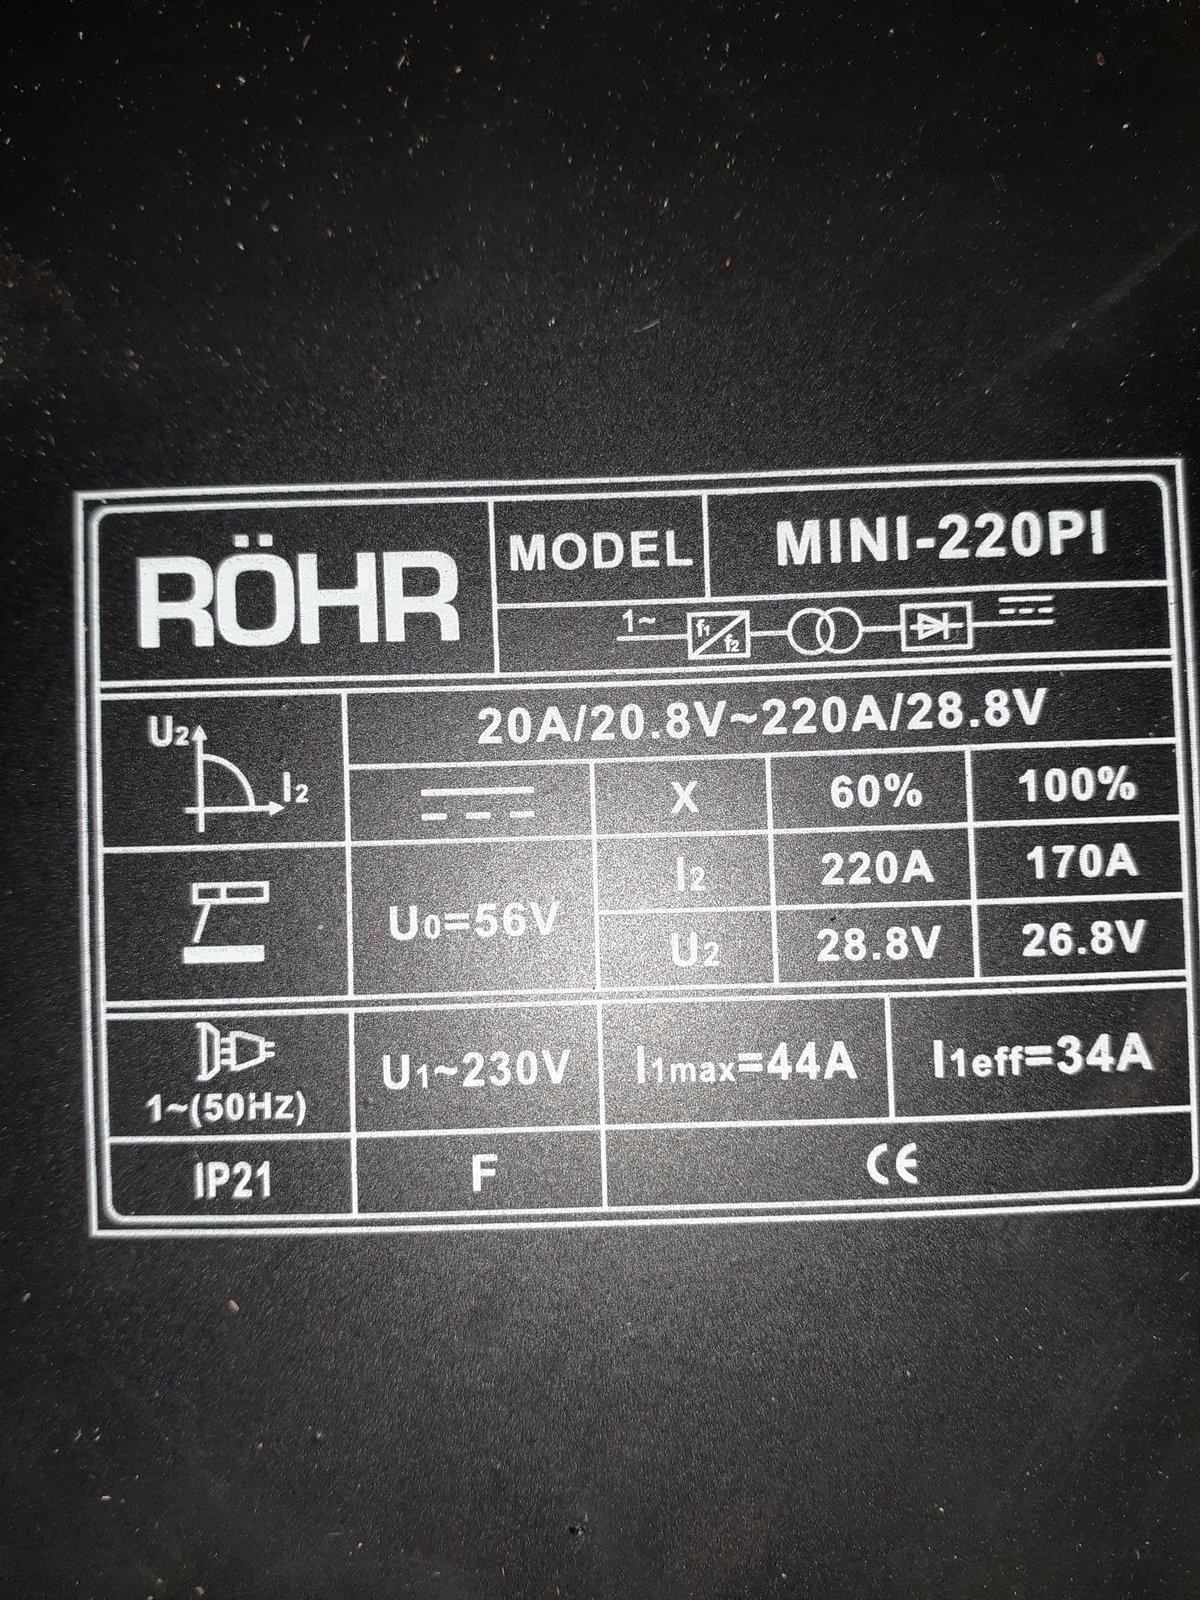 RÖHR
MODEL
MINI-220PI
1~
f1
f2
U2
I2
20A/20.8V~220A/28.8V
X
60%
100%
U0=56V
I2
220A
170A
U2
28.8V
26.8V
1~(50Hz)
U1~230V
I1max=44A
I1eff=34A
IP21
F
CE